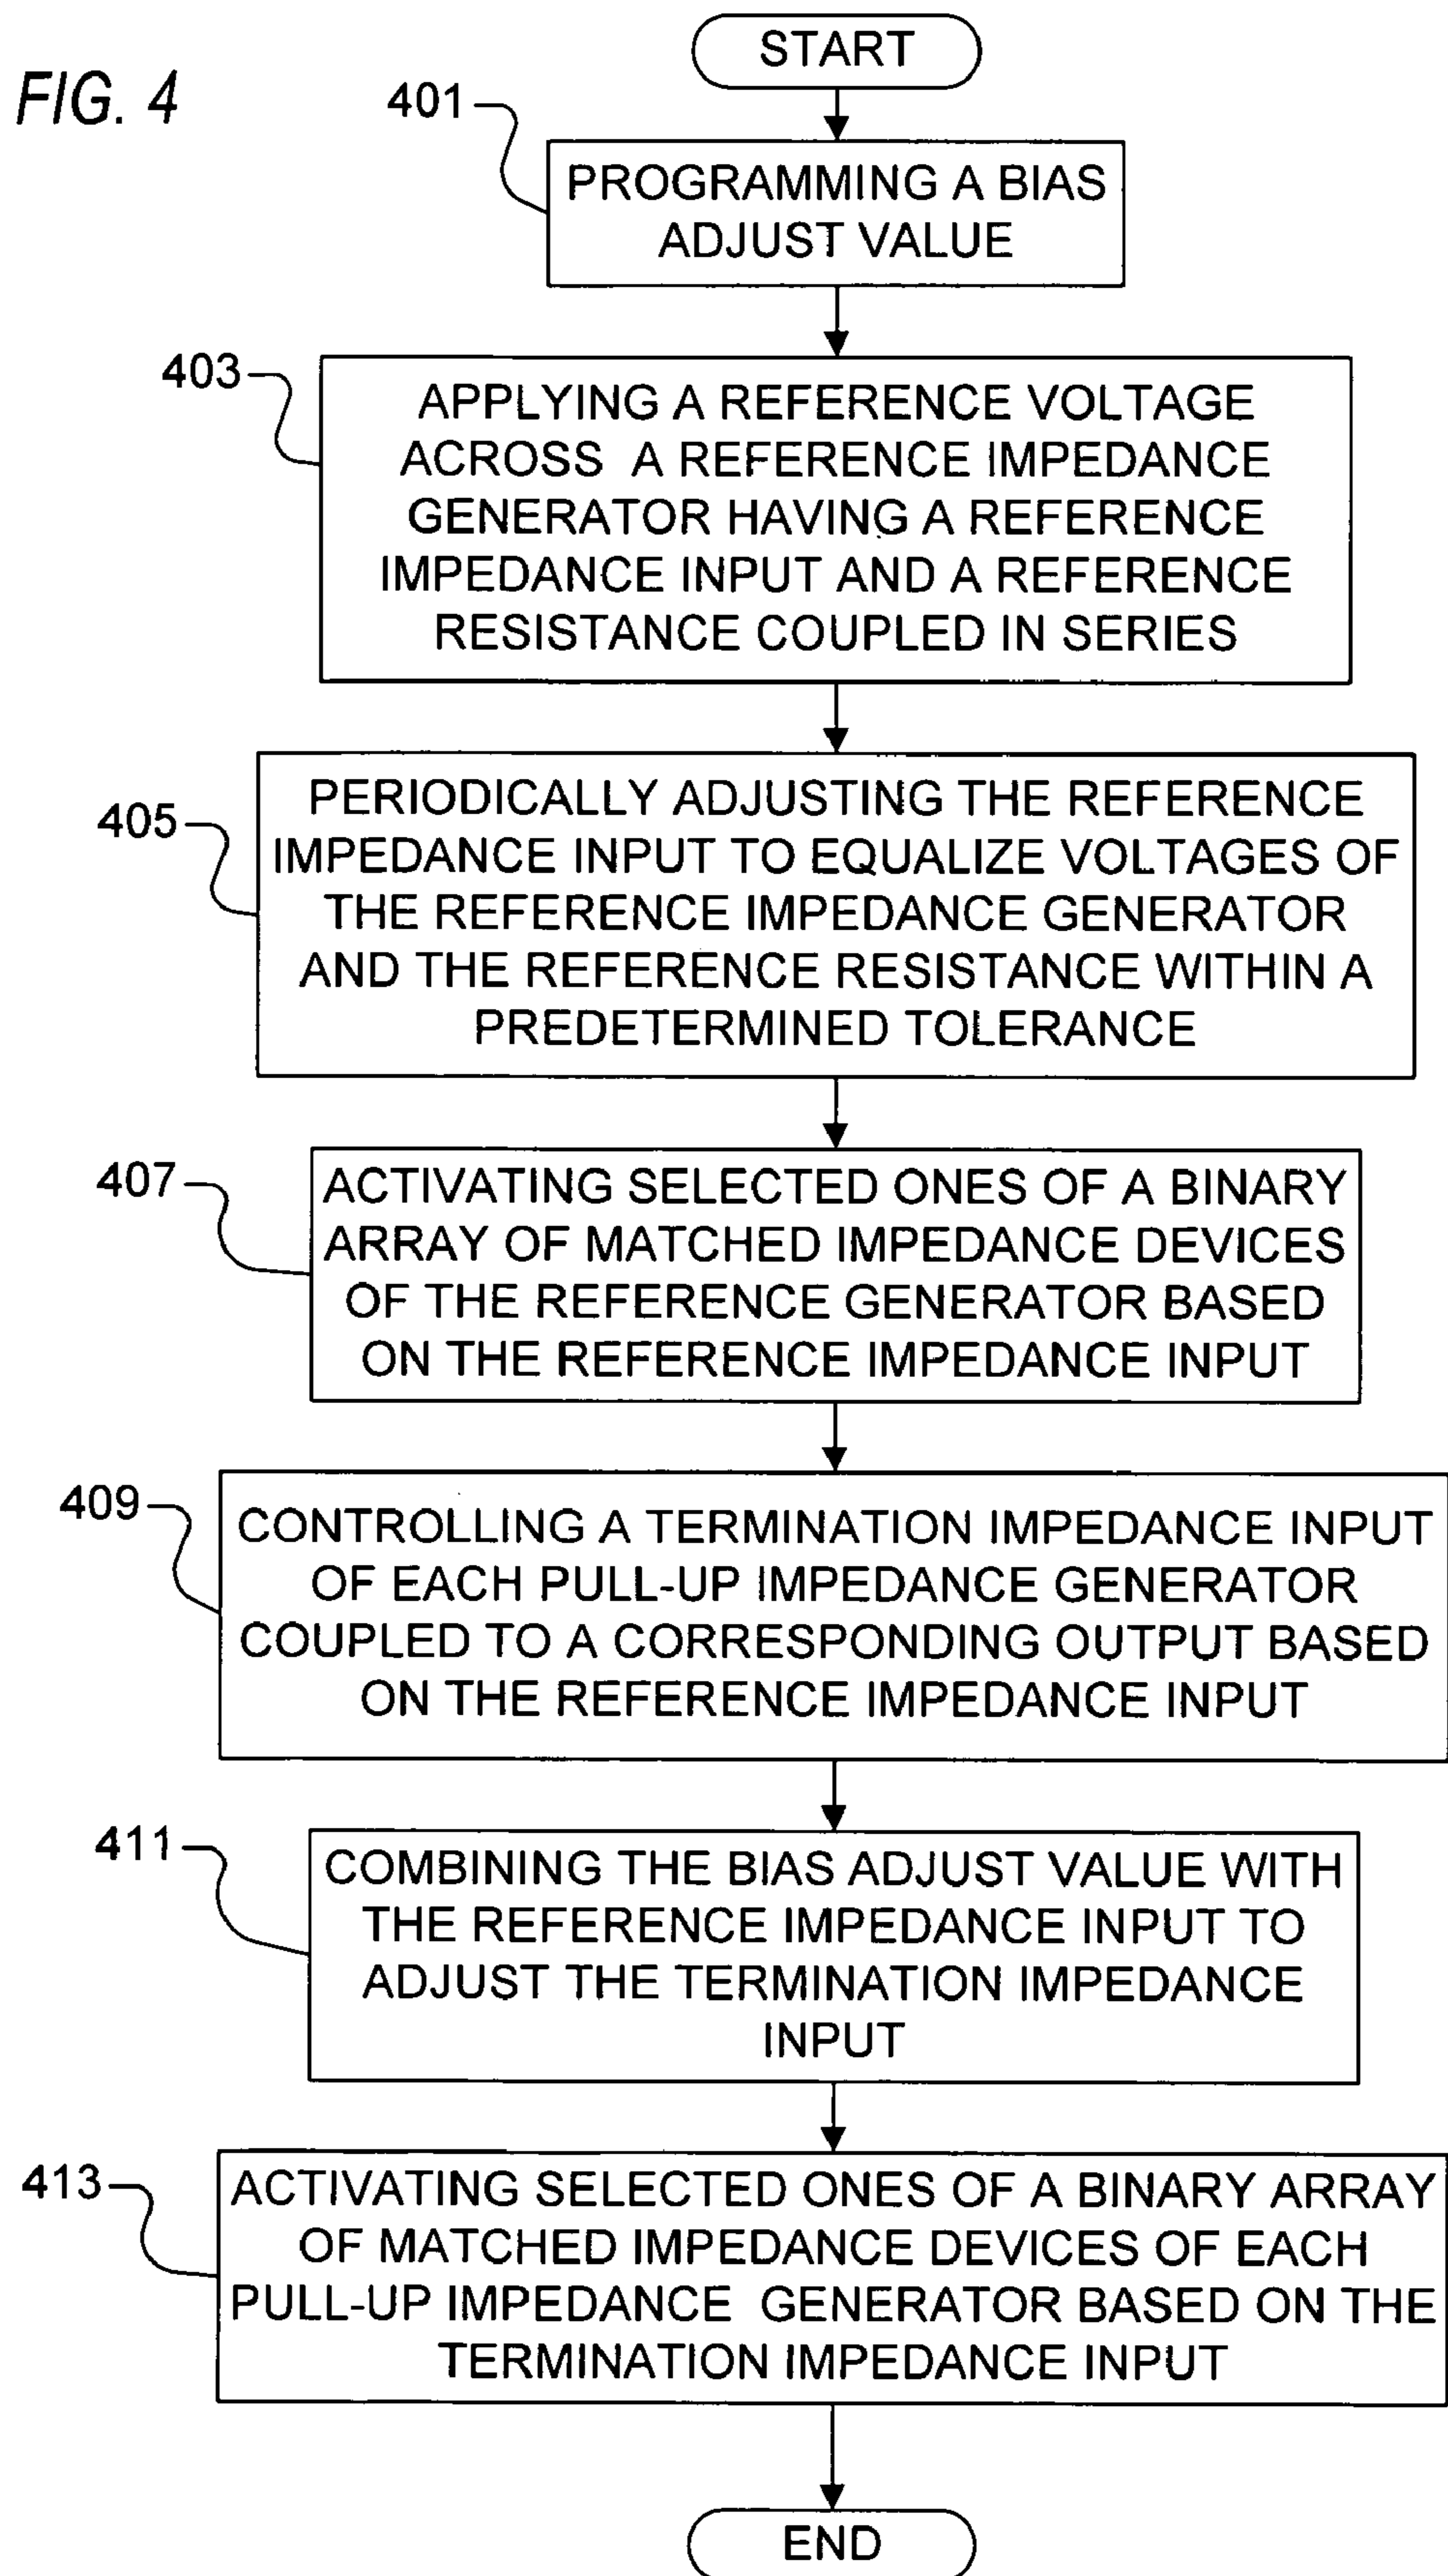 START
FIG. 4
401
PROGRAMMING A BIAS
ADJUST VALUE
403
APPLYING A REFERENCE VOLTAGE
ACROSS A REFERENCE IMPEDANCE
GENERATOR HAVING A REFERENCE
IMPEDANCE INPUT AND A REFERENCE
RESISTANCE COUPLED IN SERIES
405
PERIODICALLY ADJUSTING THE REFERENCE
IMPEDANCE INPUT TO EQUALIZE VOLTAGES OF
THE REFERENCE IMPEDANCE GENERATOR
AND THE REFERENCE RESISTANCE WITHIN A
PREDETERMINED TOLERANCE
407
ACTIVATING SELECTED ONES OF A BINARY
ARRAY OF MATCHED IMPEDANCE DEVICES
OF THE REFERENCE GENERATOR BASED
ON THE REFERENCE IMPEDANCE INPUT
409
CONTROLLING A TERMINATION IMPEDANCE INPUT
OF EACH PULL-UP IMPEDANCE GENERATOR
COUPLED TO A CORRESPONDING OUTPUT BASED
ON THE REFERENCE IMPEDANCE INPUT
411
COMBINING THE BIAS ADJUST VALUE WITH
THE REFERENCE IMPEDANCE INPUT TO
ADJUST THE TERMINATION IMPEDANCE
INPUT
413
ACTIVATING SELECTED ONES OF A BINARY ARRAY
OF MATCHED IMPEDANCE DEVICES OF EACH
PULL-UP IMPEDANCE GENERATOR BASED ON THE
TERMINATION IMPEDANCE INPUT
END